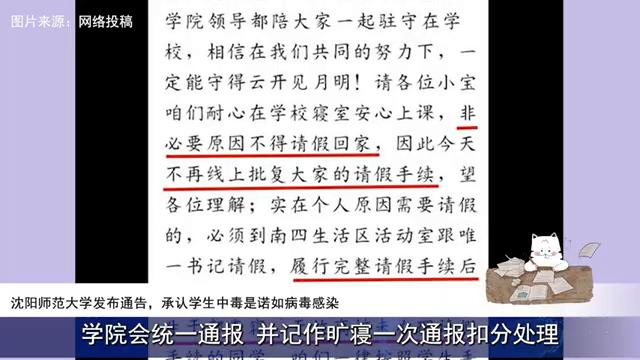 图片来源：网络投稿
学院领导都陪大家一起驻守在学
校，相信在我们共同的努力下，一
定能守得云开见月明！请各位小宝
咱们耐心在学校寝室安心上课，非
必要原因不得请假回家，因此今天
不再线上批复大家的请假手续，望
各位理解；实在个人原因需要请假
的，必须到南四生活区活动室跟唯
一书记请假，履行完整请假手续后
沈阳师范大学发布通告，承认学生中毒是诺如病毒感染
学院会统一通报 并记作旷寝一次通报扣分处理